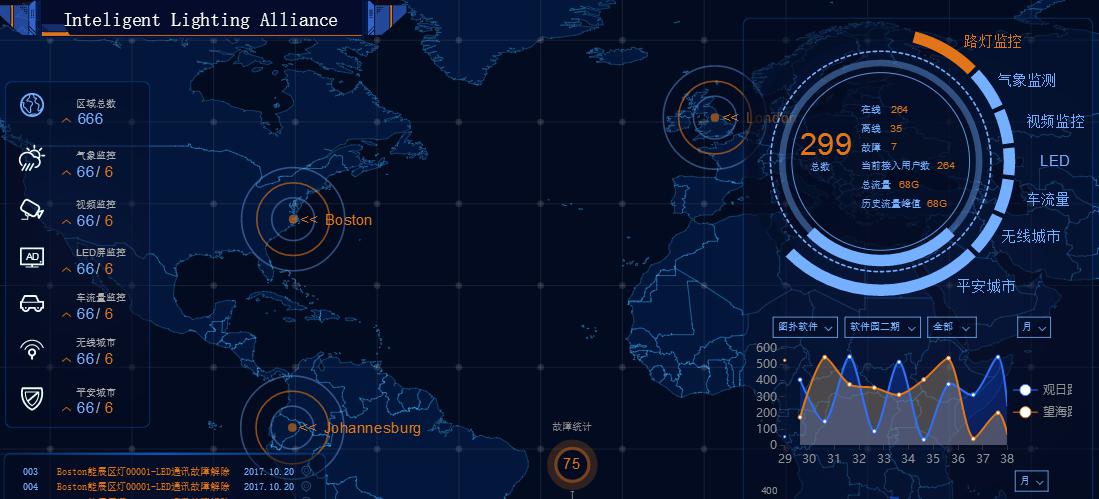 Inteligent Lighting Alliance
区域总数
666
气象监控
66/ 6
视频监控
66/ 6
LED屏监控
AD
66/ 6
车流量监控
66/ 6
无线城市
66/ 6
平安城市
66/ 6
<< Boston
<< London
<< Johannesburg
003 Boston能展区灯00001-LED通讯故障解除 2017.10.20
004 Boston能展区灯00001-LED通讯故障解除 2017.10.20
故障统计
75
299
总数
在线 264
离线 35
故障 7
当前接入用户数 264
总流量 68G
历史流量峰值 68G
路灯监控
气象监测
视频监控
LED
车流量
无线城市
平安城市
图扑软件
软件园二期
全部
月
600
500
400
300
200
100
0
29 30 31 32 33 34 35 36 37 38
观日
望海
月
400